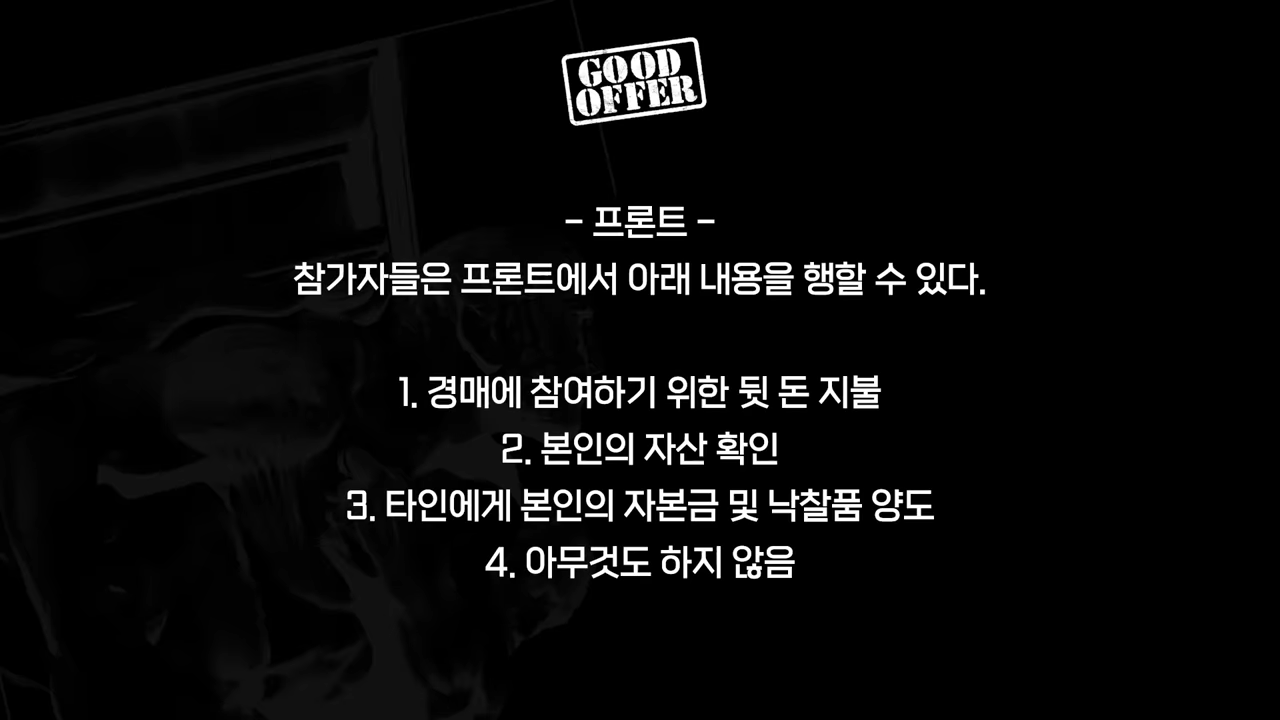 GOOD
OFFER
- 프론트 -
참가자들은 프론트에서 아래 내용을 행할 수 있다.
1. 경매에 참여하기 위한 뒷 돈 지불
2. 본인의 자산 확인
3. 타인에게 본인의 자본금 및 낙찰품 양도
4. 아무것도 하지 않음